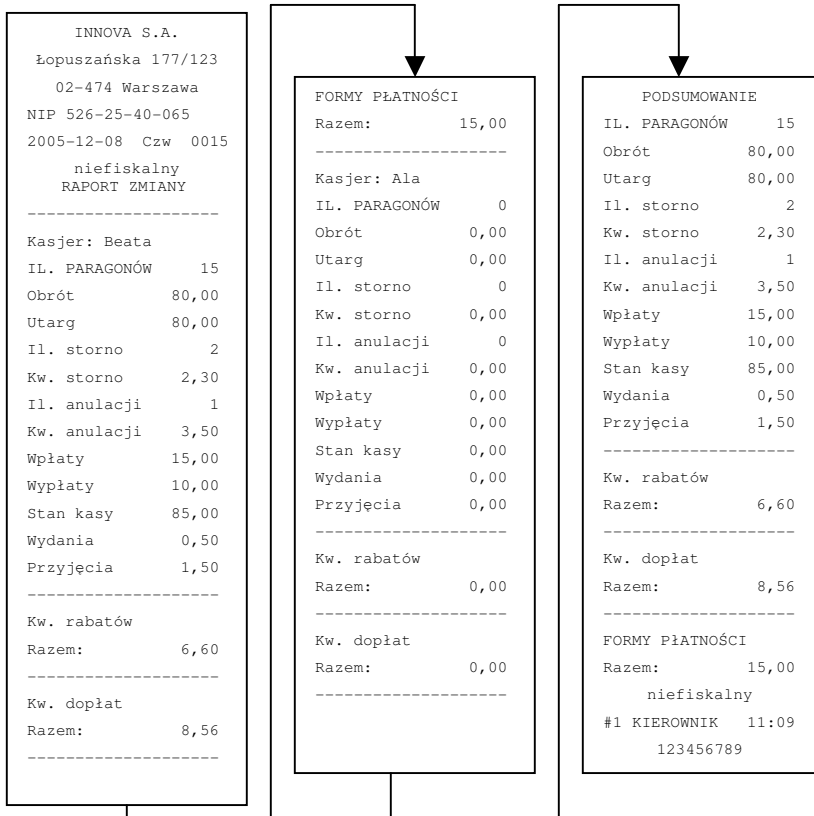 INNOVA S.A.
Łopuszańska 177/123
02-474 Warszawa
NIP 526-25-40-065
2005-12-08 Czw 0015
niefiskalny
RAPORT ZMIANY
--------------------
Kasjer: Beata
IL. PARAGONÓW 15
Obrót 80,00
Utarg 80,00
Il. storno 2
Kw. storno 2,30
Il. anulacji 1
Kw. anulacji 3,50
Wpłaty 15,00
Wypłaty 10,00
Stan kasy 85,00
Wydania 0,50
Przyjęcia 1,50
--------------------
Kw. rabatów
Razem: 6,60
--------------------
Kw. dopłat
Razem: 8,56
--------------------
FORMY PŁATNOŚCI
Razem: 15,00
--------------------
Kasjer: Ala
IL. PARAGONÓW 0
Obrót 0,00
Utarg 0,00
Il. storno 0
Kw. storno 0,00
Il. anulacji 0
Kw. anulacji 0,00
Wpłaty 0,00
Wypłaty 0,00
Stan kasy 0,00
Wydania 0,00
Przyjęcia 0,00
--------------------
Kw. rabatów
Razem: 0,00
--------------------
Kw. dopłat
Razem: 0,00
--------------------
PODSUMOWANIE
IL. PARAGONÓW 15
Obrót 80,00
Utarg 80,00
Il. storno 2
Kw. storno 2,30
Il. anulacji 1
Kw. anulacji 3,50
Wpłaty 15,00
Wypłaty 10,00
Stan kasy 85,00
Wydania 0,50
Przyjęcia 1,50
--------------------
Kw. rabatów
Razem: 6,60
--------------------
Kw. dopłat
Razem: 8,56
--------------------
FORMY PŁATNOŚCI
Razem: 15,00
niefiskalny
#1 KIEROWNIK 11:09
123456789